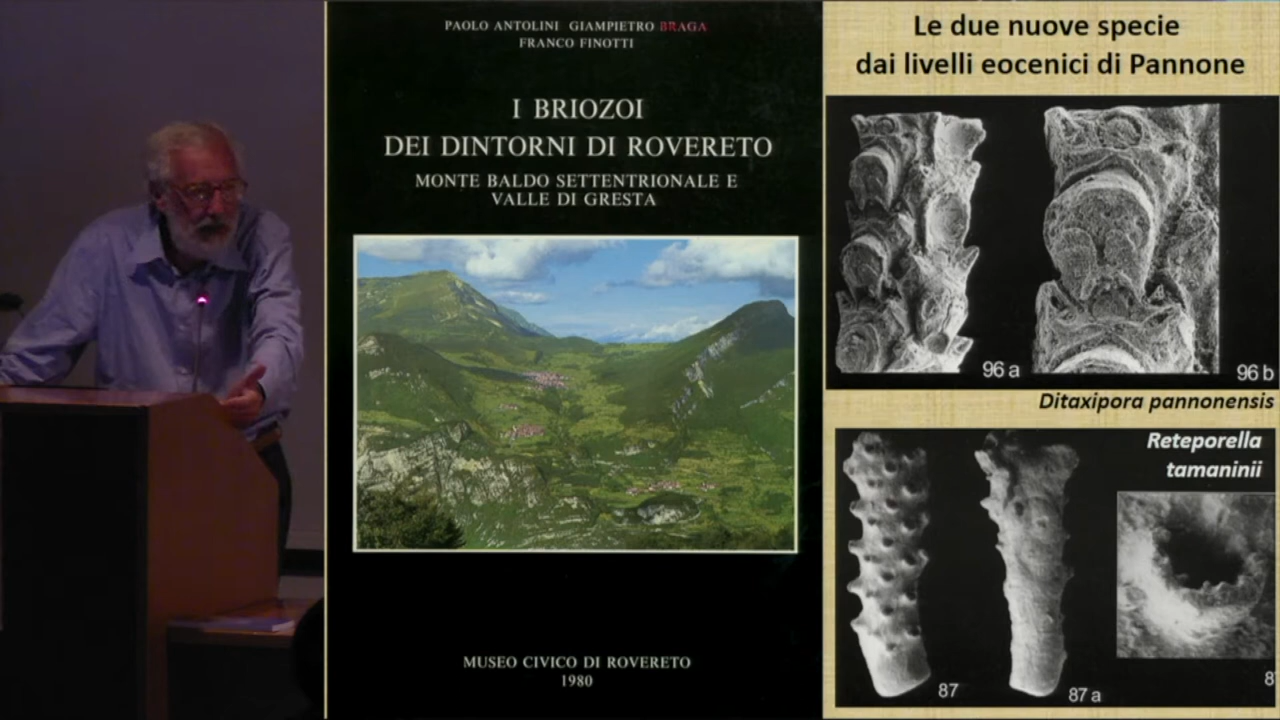 PAOLO ANTOLINI GIAMPIETRO BRAGA
FRANCO FINOTTI
I BRIOZOI
DEI DINTORNI DI ROVERETO
MONTE BALDO SETTENTRIONALE E
VALLE DI GRESTA
MUSEO CIVICO DI ROVERETO
1980
Le due nuove specie
dai livelli eocenici di Pannone
96 a
96 b
Ditaxipora pannonensis
Reteporella
tamaninii
87
87 a
8